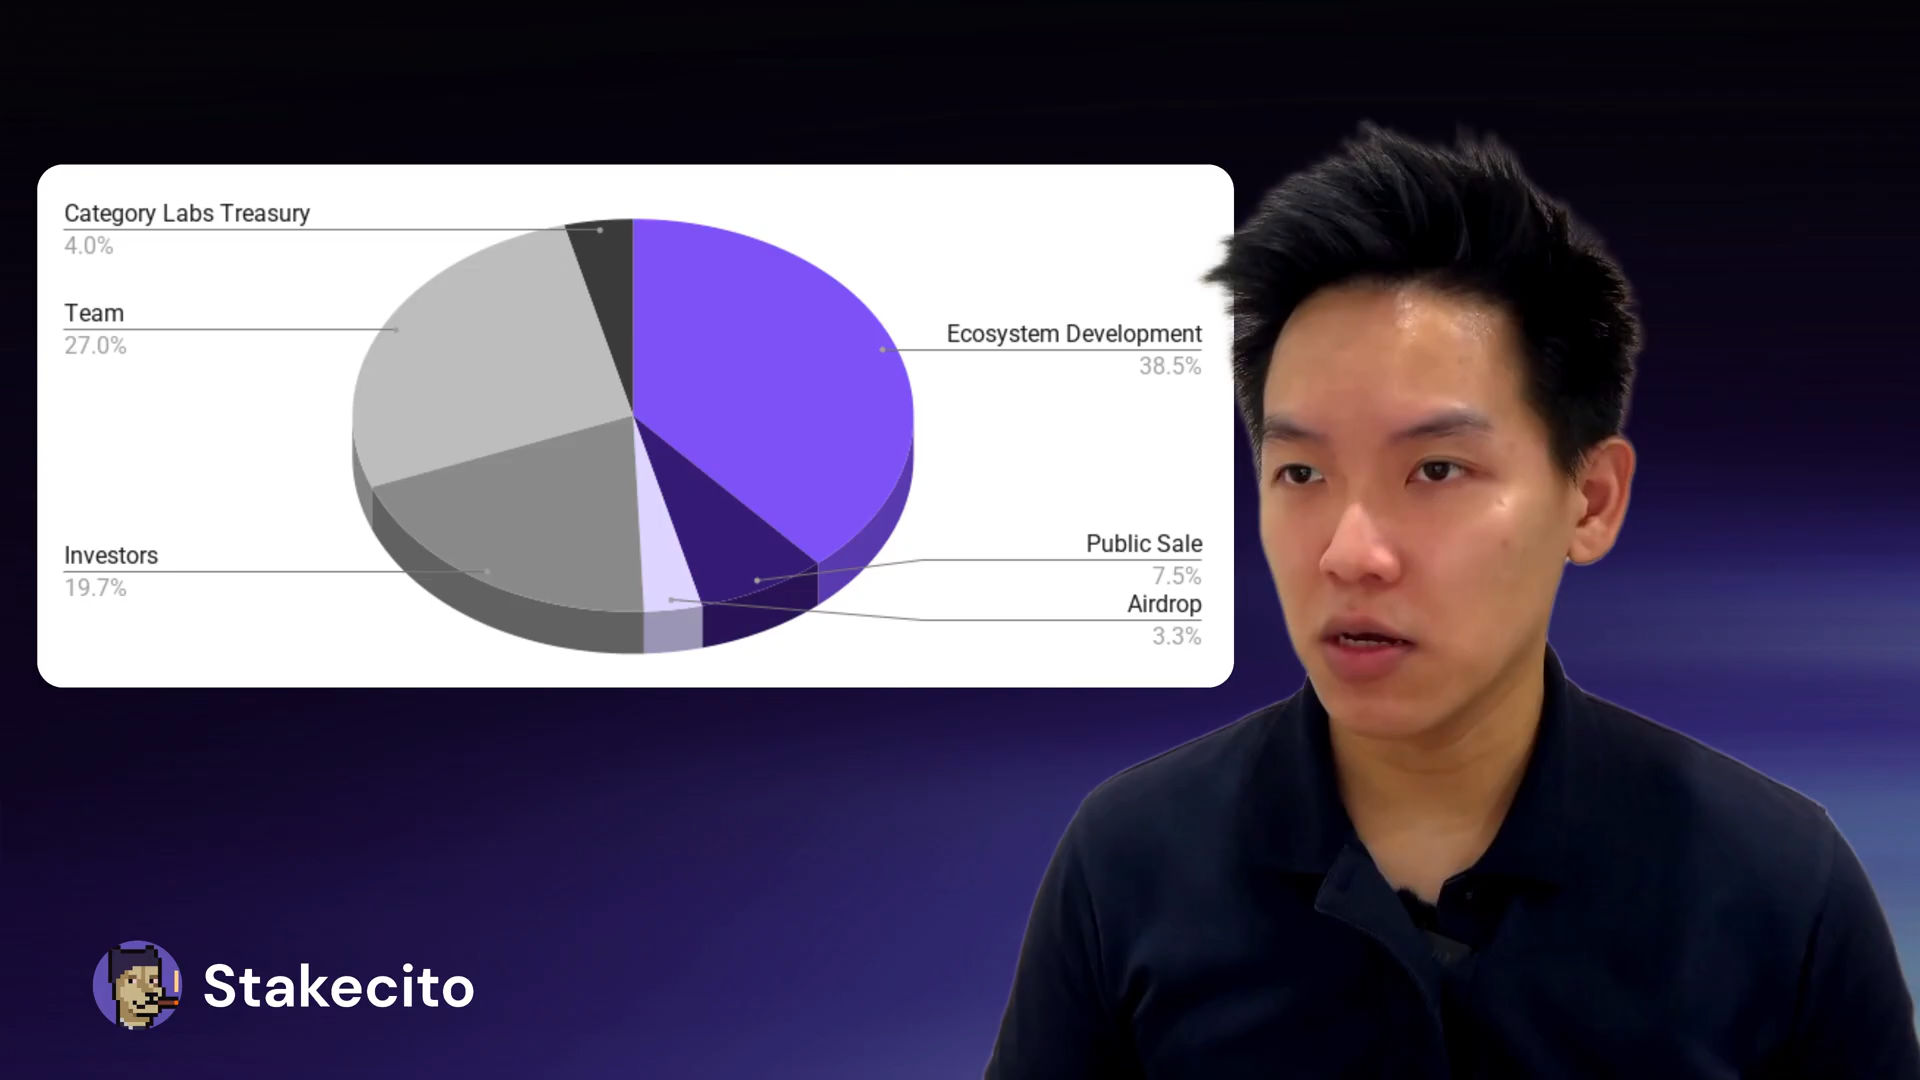 Category Labs Treasury
4.0%
Team
27.0%
Investors
19.7%
Ecosystem Development
38.5%
Public Sale
7.5%
Airdrop
3.3%
Stakecito